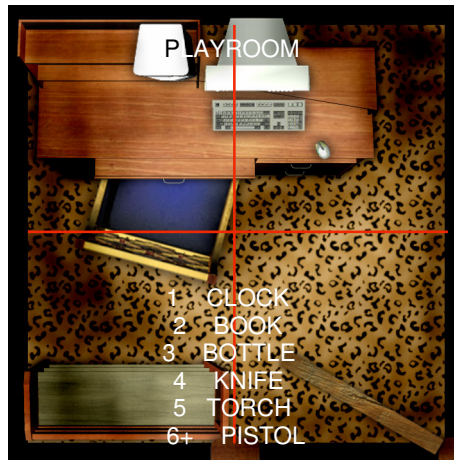 PLAYROOM
1 CLOCK
2 BOOK
3 BOTTLE
4 KNIFE
5 TORCH
6+ PISTOL